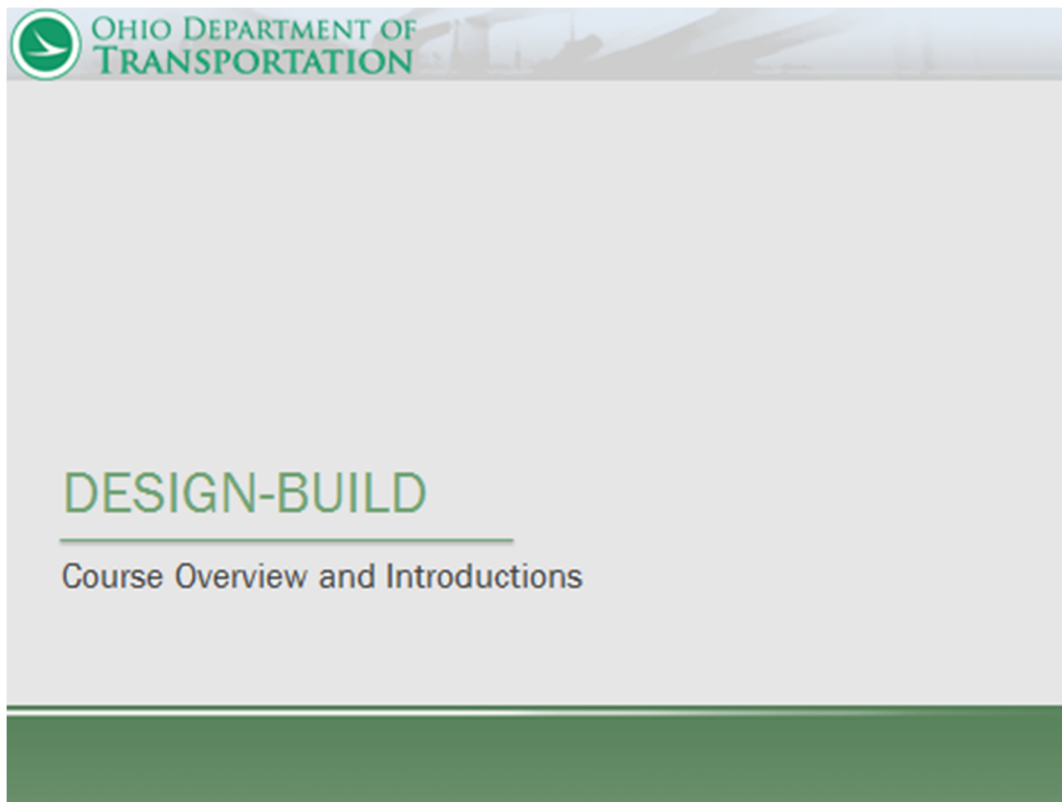 OHIO DEPARTMENT OF
TRANSPORTATION
DESIGN-BUILD
Course Overview and Introductions